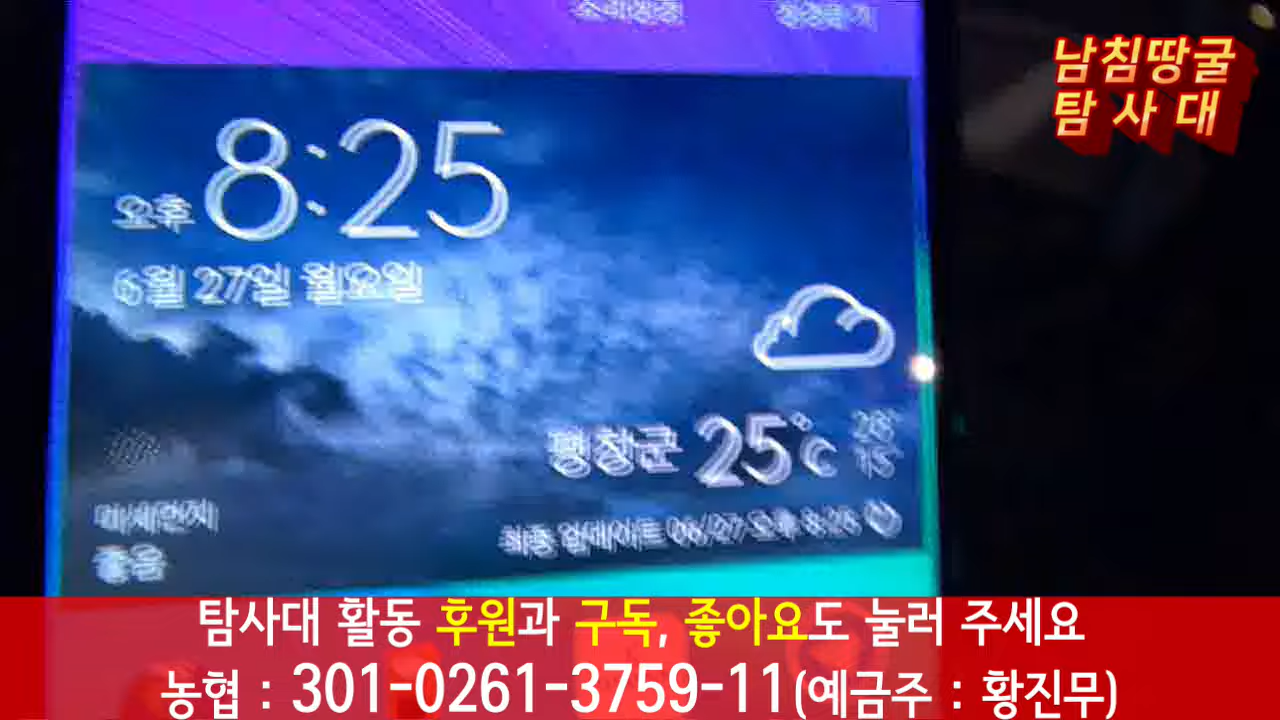 남침땅굴
탐사대
오후 8:25
6월 27일 월요일
평창군 25°C
미세먼지
좋음
최종 업데이트 06/27 오후 8:25
탐사대 활동 후원과 구독, 좋아요도 눌러 주세요
농협 : 301-0261-3759-11(예금주 : 황진무)